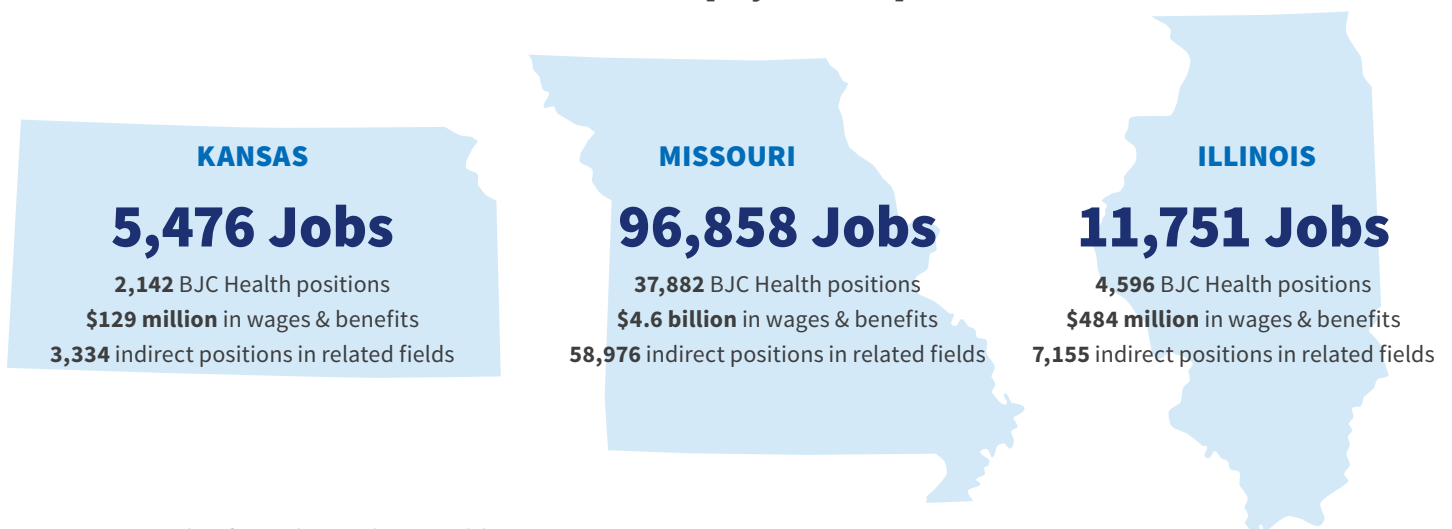 KANSAS
5,476 Jobs
2,142 BJC Health positions
$129 million in wages & benefits
3,334 indirect positions in related fields
MISSOURI
96,858 Jobs
37,882 BJC Health positions
$4.6 billion in wages & benefits
58,976 indirect positions in related fields
ILLINOIS
11,751 Jobs
4,596 BJC Health positions
$484 million in wages & benefits
7,155 indirect positions in related fields